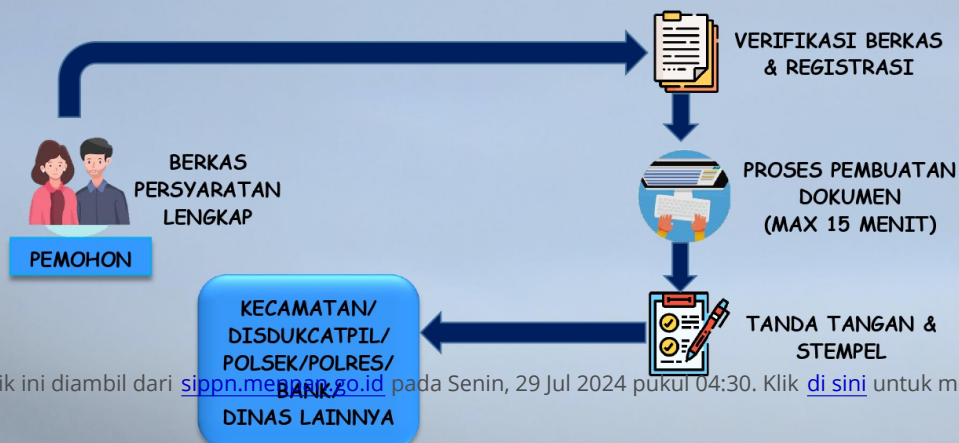 VERIFIKASI BERKAS
& REGISTRASI
BERKAS
PERSYARATAN
LENGKAP
PEMOHON
PROSES PEMBUATAN
DOKUMEN
(MAX 15 MENIT)
TANDA TANGAN &
STEMPEL
KECAMATAN/
DISDUKCATPIL/
POLSEK/POLRES/
BANK/
DINAS LAINNYA
ik ini diambil dari sippn.menpan.go.id pada Senin, 29 Jul 2024 pukul 04:30. Klik di sini untuk m